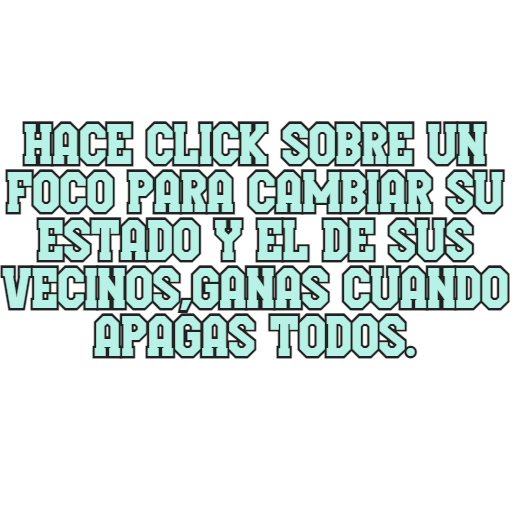 HACE CLICK SOBRE UN
FOCO PARA CAMBIAR SU
ESTADO Y EL DE SUS
VECINOS,GANAS CUANDO
APAGAS TODOS.